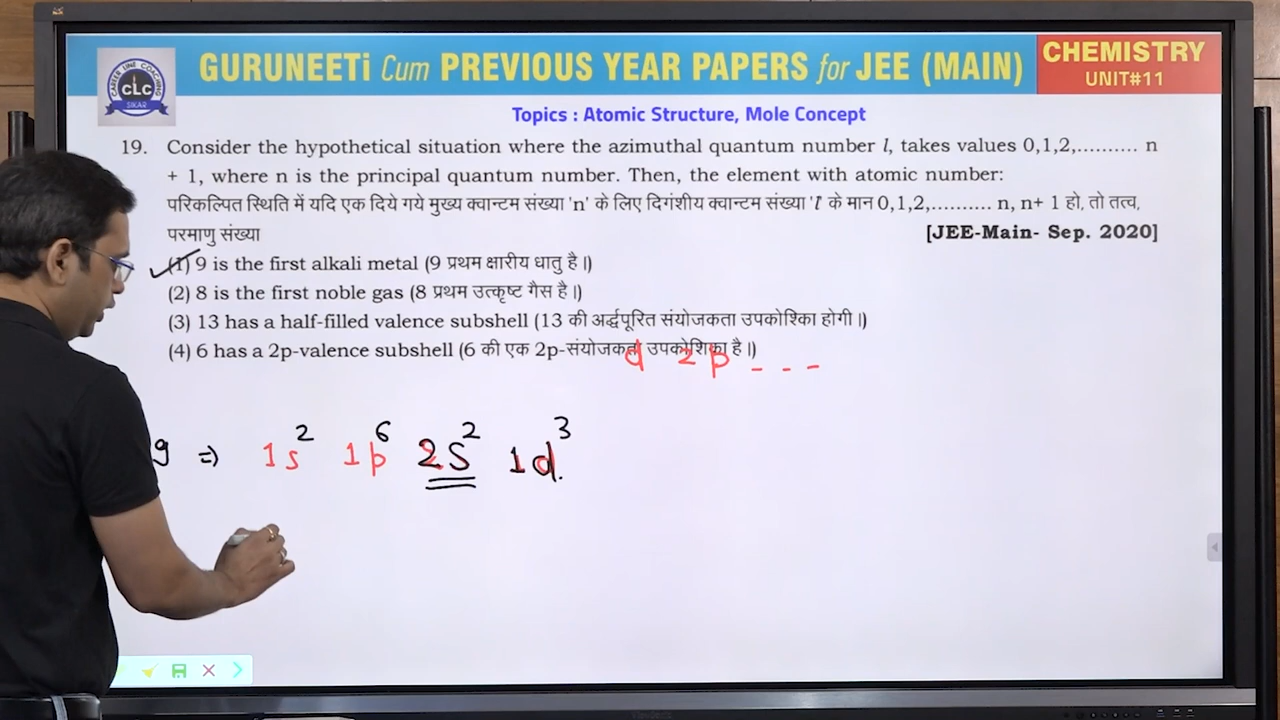 GURUNEETi Cum PREVIOUS YEAR PAPERS for JEE (MAIN)
CHEMISTRY
UNIT#11
CAREER LINE COACHING
CLC
SIKAR
Topics : Atomic Structure, Mole Concept
19. Consider the hypothetical situation where the azimuthal quantum number l, takes values 0,1,2,.......... n
+ 1, where n is the principal quantum number. Then, the element with atomic number:
परिकल्पित स्थिति में यदि एक दिये गये मुख्य क्वान्टम संख्या 'n' के लिए दिगंशीय क्वान्टम संख्या 'l' के मान 0,1,2,.......... n, n+ 1 हो, तो तत्व,
परमाणु संख्या
[JEE-Main- Sep. 2020]
(1) 9 is the first alkali metal (9 प्रथम क्षारीय धातु है।)
(2) 8 is the first noble gas (8 प्रथम उत्कृष्ट गैस है।)
(3) 13 has a half-filled valence subshell (13 की अर्द्धपूरित संयोजकता उपकोश्किा होगी।)
(4) 6 has a 2p-valence subshell (6 की एक 2p-संयोजकता उपकोशिका है।)
d 2p - - -
9 ⇒ 1s² 1p⁶ 2S² 1d³